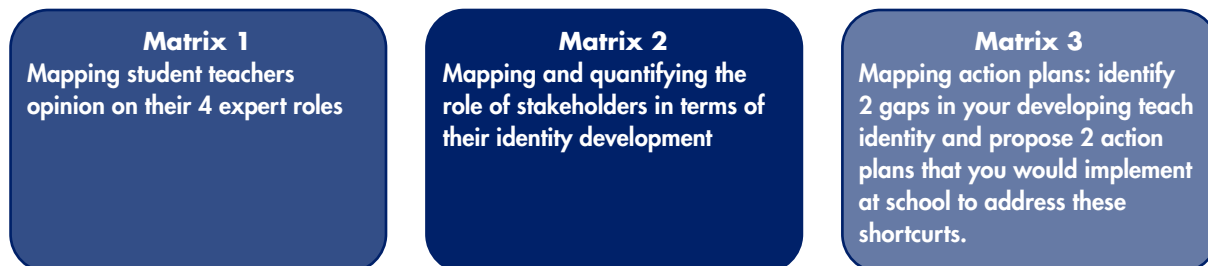 Matrix 1
Mapping student teachers
opinion on their 4 expert roles
Matrix 2
Mapping and quantifying the
role of stakeholders in terms of
their identity development
Matrix 3
Mapping action plans: identify
2 gaps in your developing teach
identity and propose 2 action
plans that you would implement
at school to address these
shortcurts.